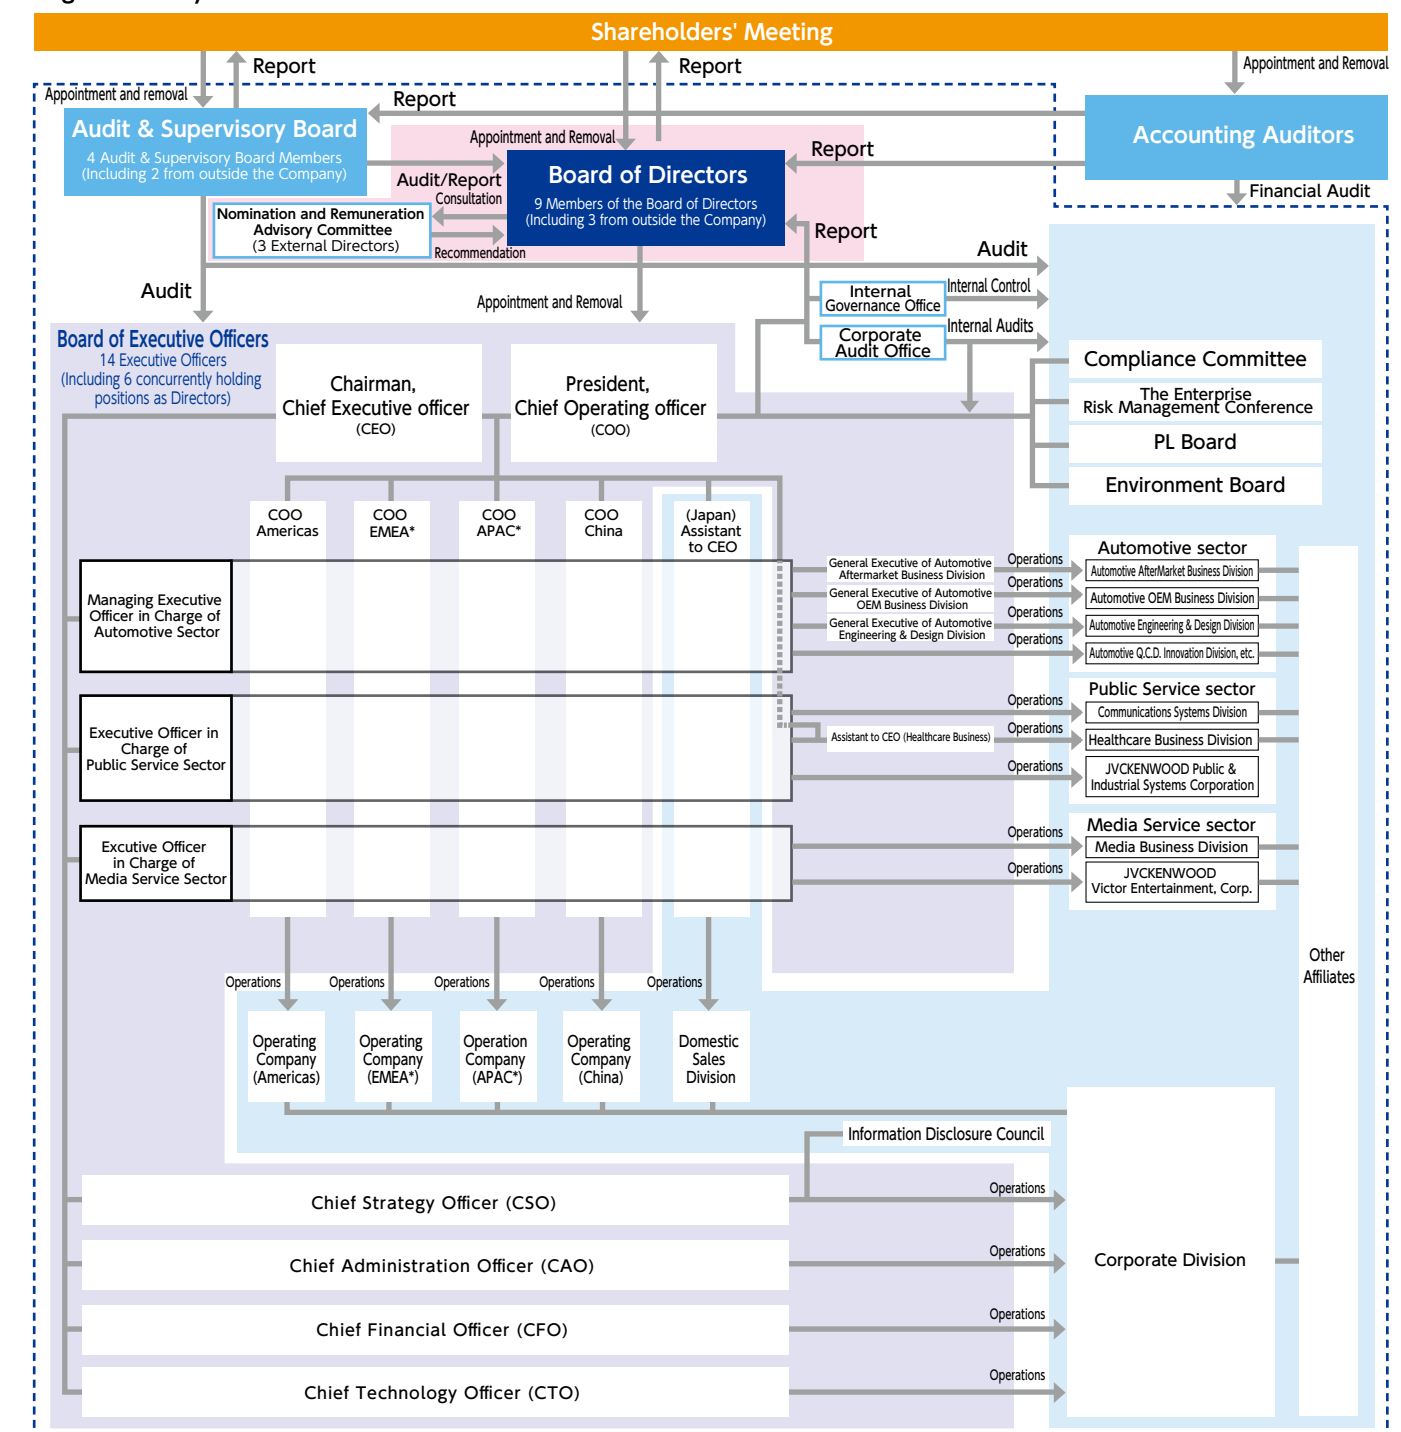 Shareholders' Meeting
Report
Report
Appointment and Removal
Appointment and removal
Report
Audit & Supervisory Board
4 Audit & Supervisory Board Members
(Including 2 from outside the Company)
Appointment and Removal
Accounting Auditors
Report
Audit/Report
Consultation
Board of Directors
9 Members of the Board of Directors
(Including 3 from outside the Company)
Financial Audit
Nomination and Remuneration
Advisory Committee
(3 External Directors)
Recommendation
Report
Audit
Audit
Appointment and Removal
Internal
Governance Office
Internal Control
Corporate
Audit Office
Internal Audits
Board of Executive Officers
14 Executive Officers
(Including 6 concurrently holding
positions as Directors)
Chairman,
Chief Executive officer
(CEO)
President,
Chief Operating officer
(COO)
Compliance Committee
The Enterprise
Risk Management Conference
PL Board
Environment Board
COO
Americas
COO
EMEA*
COO
APAC*
COO
China
(Japan)
Assistant
to CEO
Managing Executive
Officer in Charge of
Automotive Sector
General Executive of Automotive
Aftermarket Business Division
General Executive of Automotive
OEM Business Division
General Executive of Automotive
Engineering & Design Division
Operations
Operations
Operations
Operations
Automotive sector
Automotive AfterMarket Business Division
Automotive OEM Business Division
Automotive Engineering & Design Division
Automotive Q.C.D. Innovation Division, etc.
Executive Officer in
Charge of
Public Service Sector
Assistant to CEO (Healthcare Business)
Operations
Operations
Operations
Public Service sector
Communications Systems Division
Healthcare Business Division
JVCKENWOOD Public &
Industrial Systems Corporation
Excutive Officer
in Charge of
Media Service Sector
Operations
Operations
Media Service sector
Media Business Division
JVCKENWOOD
Victor Entertainment, Corp.
Other
Affiliates
Operations
Operations
Operations
Operations
Operations
Operating
Company
(Americas)
Operating
Company
(EMEA*)
Operation
Company
(APAC*)
Operating
Company
(China)
Domestic
Sales
Division
Information Disclosure Council
Chief Strategy Officer (CSO)
Operations
Chief Administration Officer (CAO)
Operations
Corporate Division
Chief Financial Officer (CFO)
Operations
Chief Technology Officer (CTO)
Operations